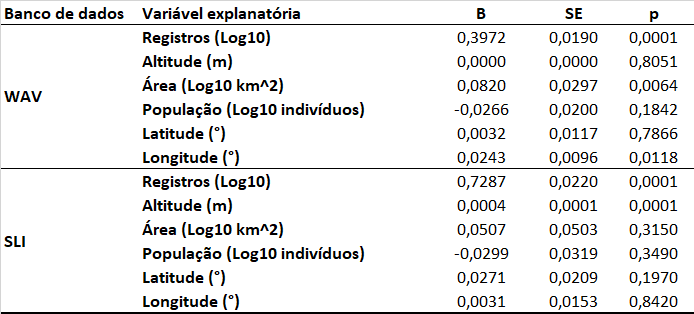 Banco de dados Variável explanatória B SE p
Registros (Log10) 0,3972 0,0190 0,0001
Altitude (m) 0,0000 0,0000 0,8051
Área (Log10 km^2) 0,0820 0,0297 0,0064
WAV
População (Log10 indivíduos) -0,0266 0,0200 0,1842
Latitude (°) 0,0032 0,0117 0,7866
Longitude (°) 0,0243 0,0096 0,0118
Registros (Log10) 0,7287 0,0220 0,0001
Altitude (m) 0,0004 0,0001 0,0001
Área (Log10 km^2) 0,0507 0,0503 0,3150
SLI
População (Log10 indivíduos) -0,0299 0,0319 0,3490
Latitude (°) 0,0271 0,0209 0,1970
Longitude (°) 0,0031 0,0153 0,8420